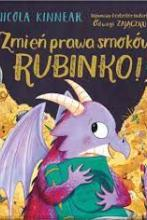 NICOLA KINNEAR
Zmień prawa smoków,
RUBINKO!